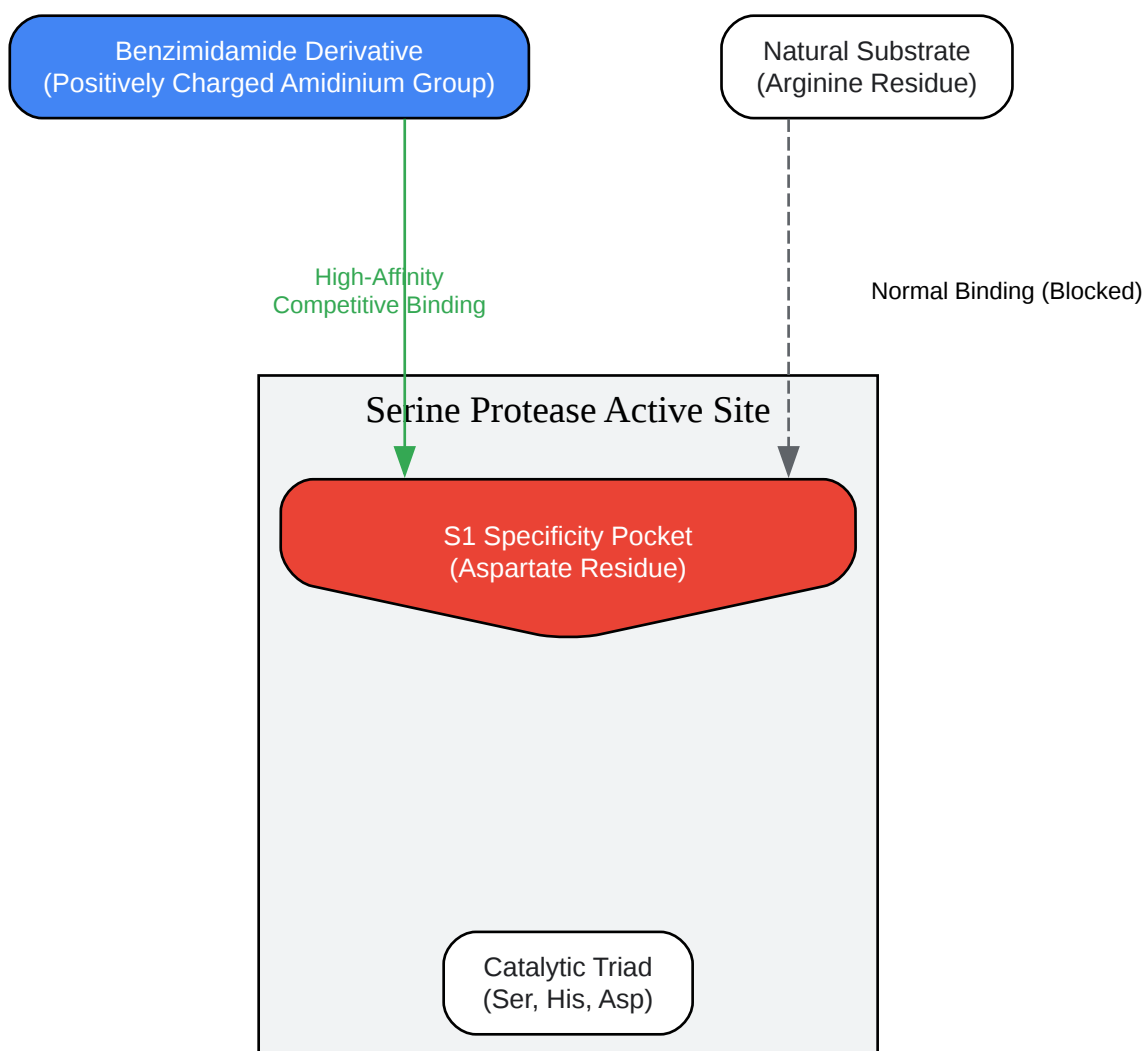 Benzimidamide Derivative
(Positively Charged Amidinium Group)
Natural Substrate
(Arginine Residue)
High-Affinity
Competitive Binding
Normal Binding (Blocked)
Serine Protease Active Site
S1 Specificity Pocket
(Aspartate Residue)
Catalytic Triad
(Ser, His, Asp)